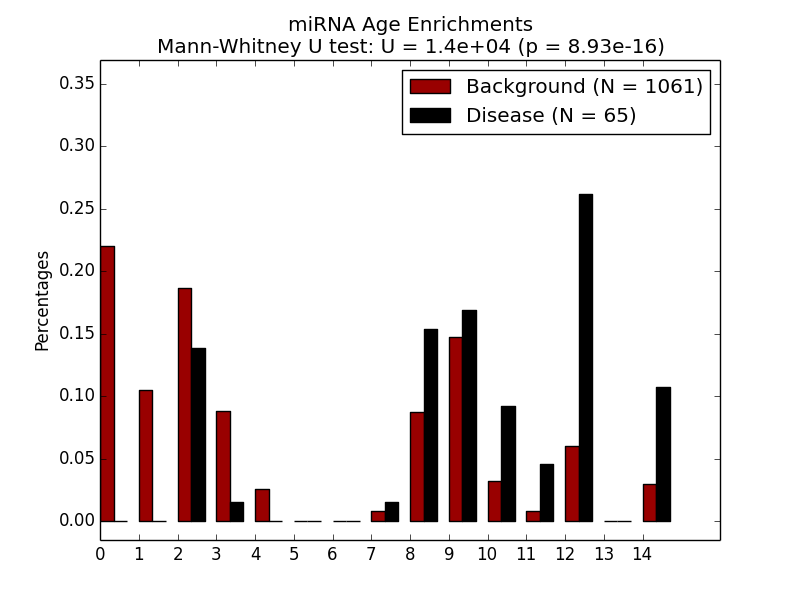 miRNA Age Enrichments
Mann-Whitney U test: U = 1.4e+04 (p = 8.93e-16)
Background (N = 1061)
Disease (N = 65)
Percentages
0.35
0.30
0.25
0.20
0.15
0.10
0.05
0.00
0 1 2 3 4 5 6 7 8 9 10 11 12 13 14